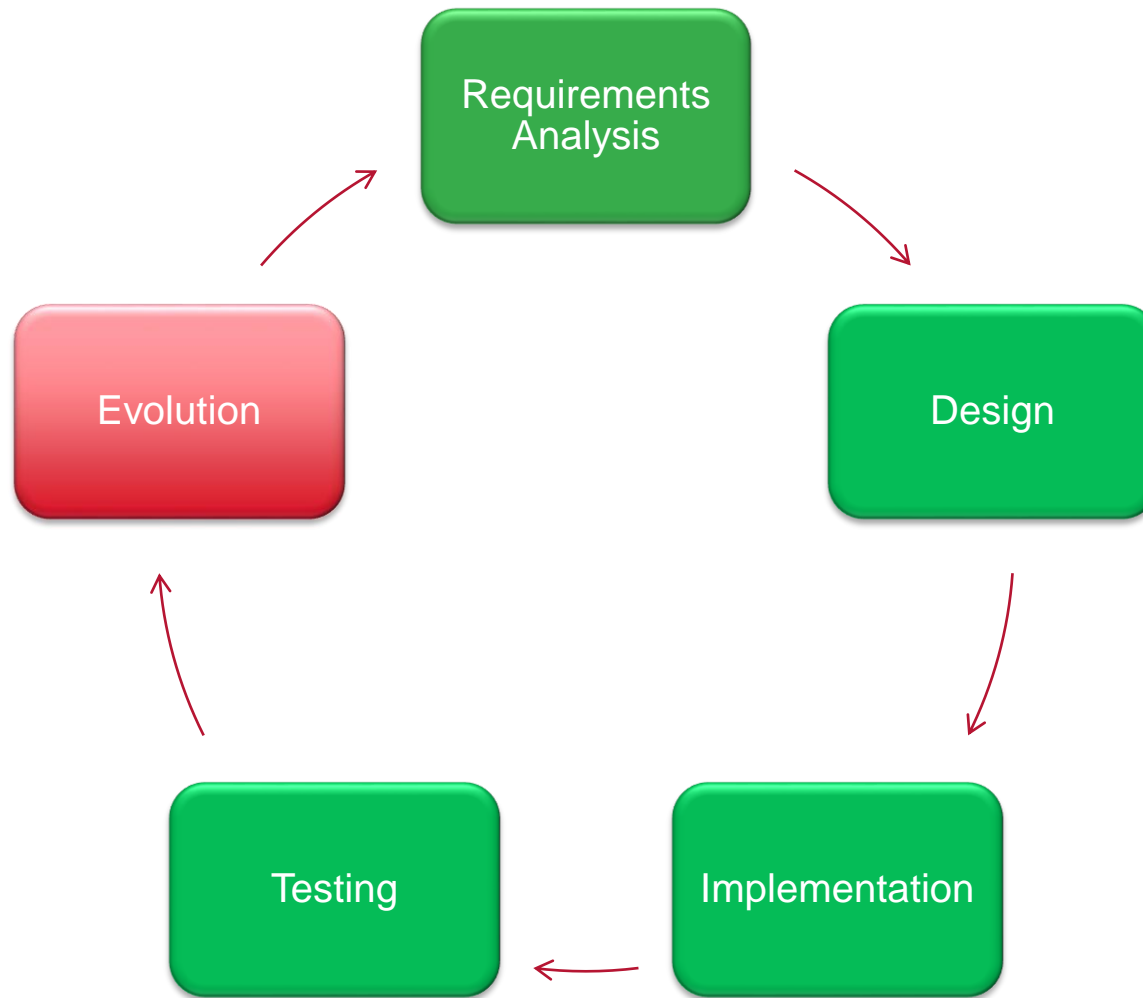 Requirements
Analysis
Design
Implementation
Testing
Evolution